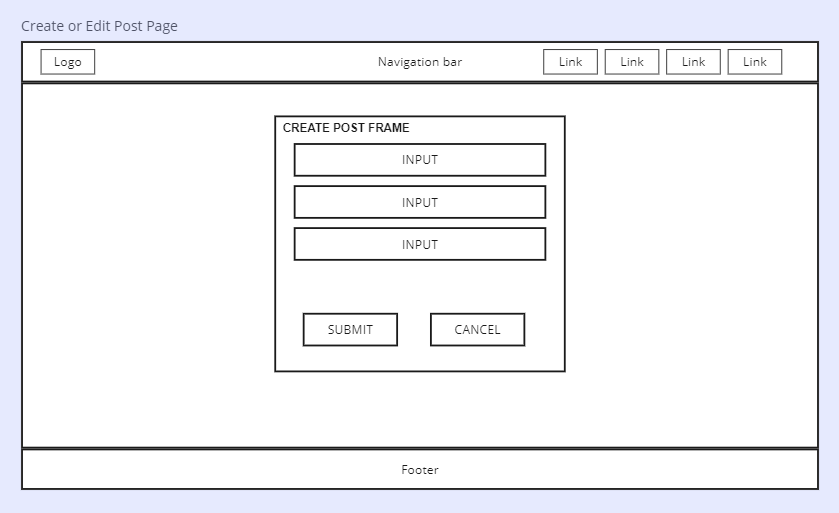 Create or Edit Post Page
Logo Navigation bar Link Link Link Link
CREATE POST FRAME
INPUT
INPUT
INPUT
SUBMIT CANCEL
Footer